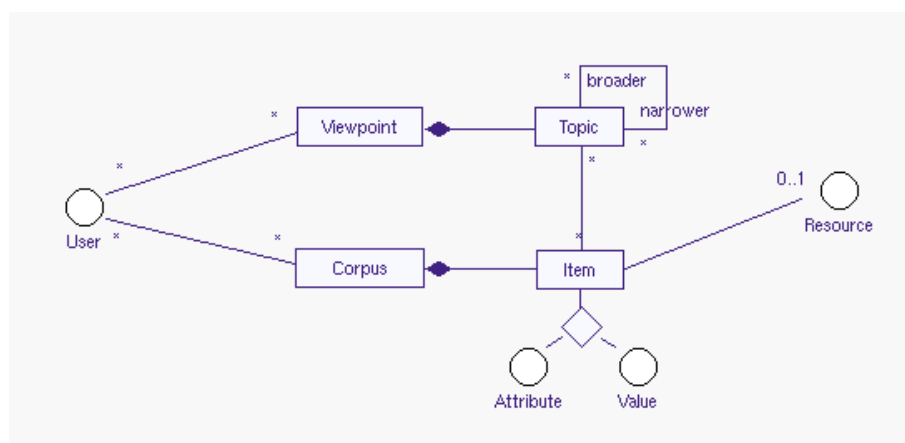 *
broader
*
Viewpoint
Topic
narrower
*
*
*
0..1
User
*
*
*
Resource
Corpus
Item
Attribute
Value